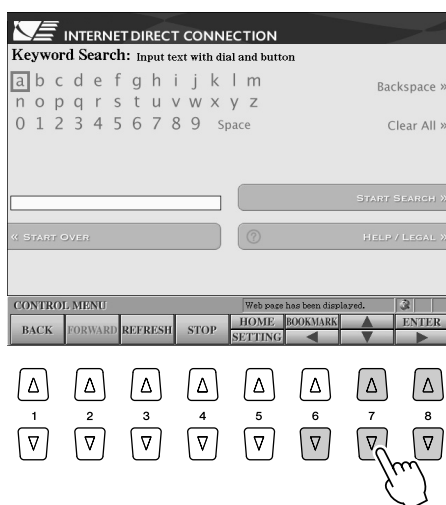 INTERNET DIRECT CONNECTION
Keyword Search: Input text with dial and button
a b c d e f g h i j k l m
Backspace »
n o p q r s t u v w x y z
0 1 2 3 4 5 6 7 8 9 Space
Clear All »
START SEARCH »
« START OVER
? HELP / LEGAL »
CONTROL MENU Web page has been displayed.
BACK FORWARD REFRESH STOP HOME BOOKMARK ▲ ENTER
SETTING ◀ ▼ ▶
1 2 3 4 5 6 7 8